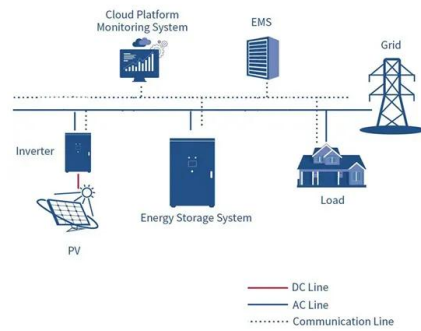 Cloud Platform
Monitoring System
EMS
Grid
Inverter
Energy Storage System
Load
PV
DC Line
AC Line
Communication Line